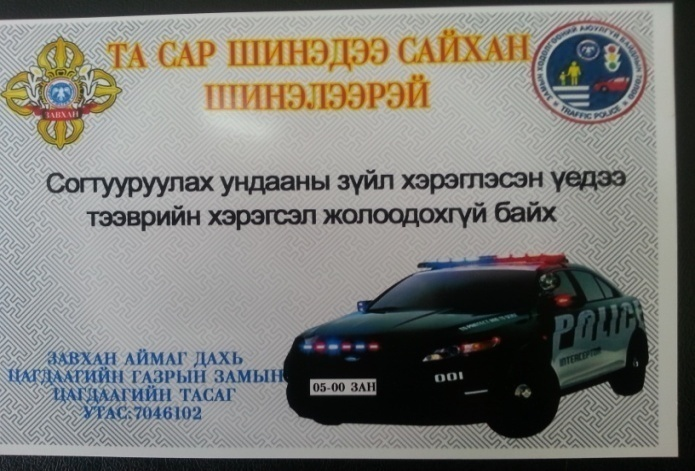 ТА САР ШИНЭДЭЭ САЙХАН
ШИНЭЛЭЭРЭЙ
ЗАВХАН
TRAFFIC POLICE
Согтууруулах ундааны зүйл хэрэглэсэн үедээ
тээврийн хэрэгсэл жолоодохгүй байх
POLICE
INTERCEPTOR
001
05-00 ЗАН
ЗАВХАН АЙМАГ ДАХЬ
ЦАГДААГИЙН ГАЗРЫН ЗАМЫН
ЦАГДААГИЙН ТАСАГ
УТАС:7046102